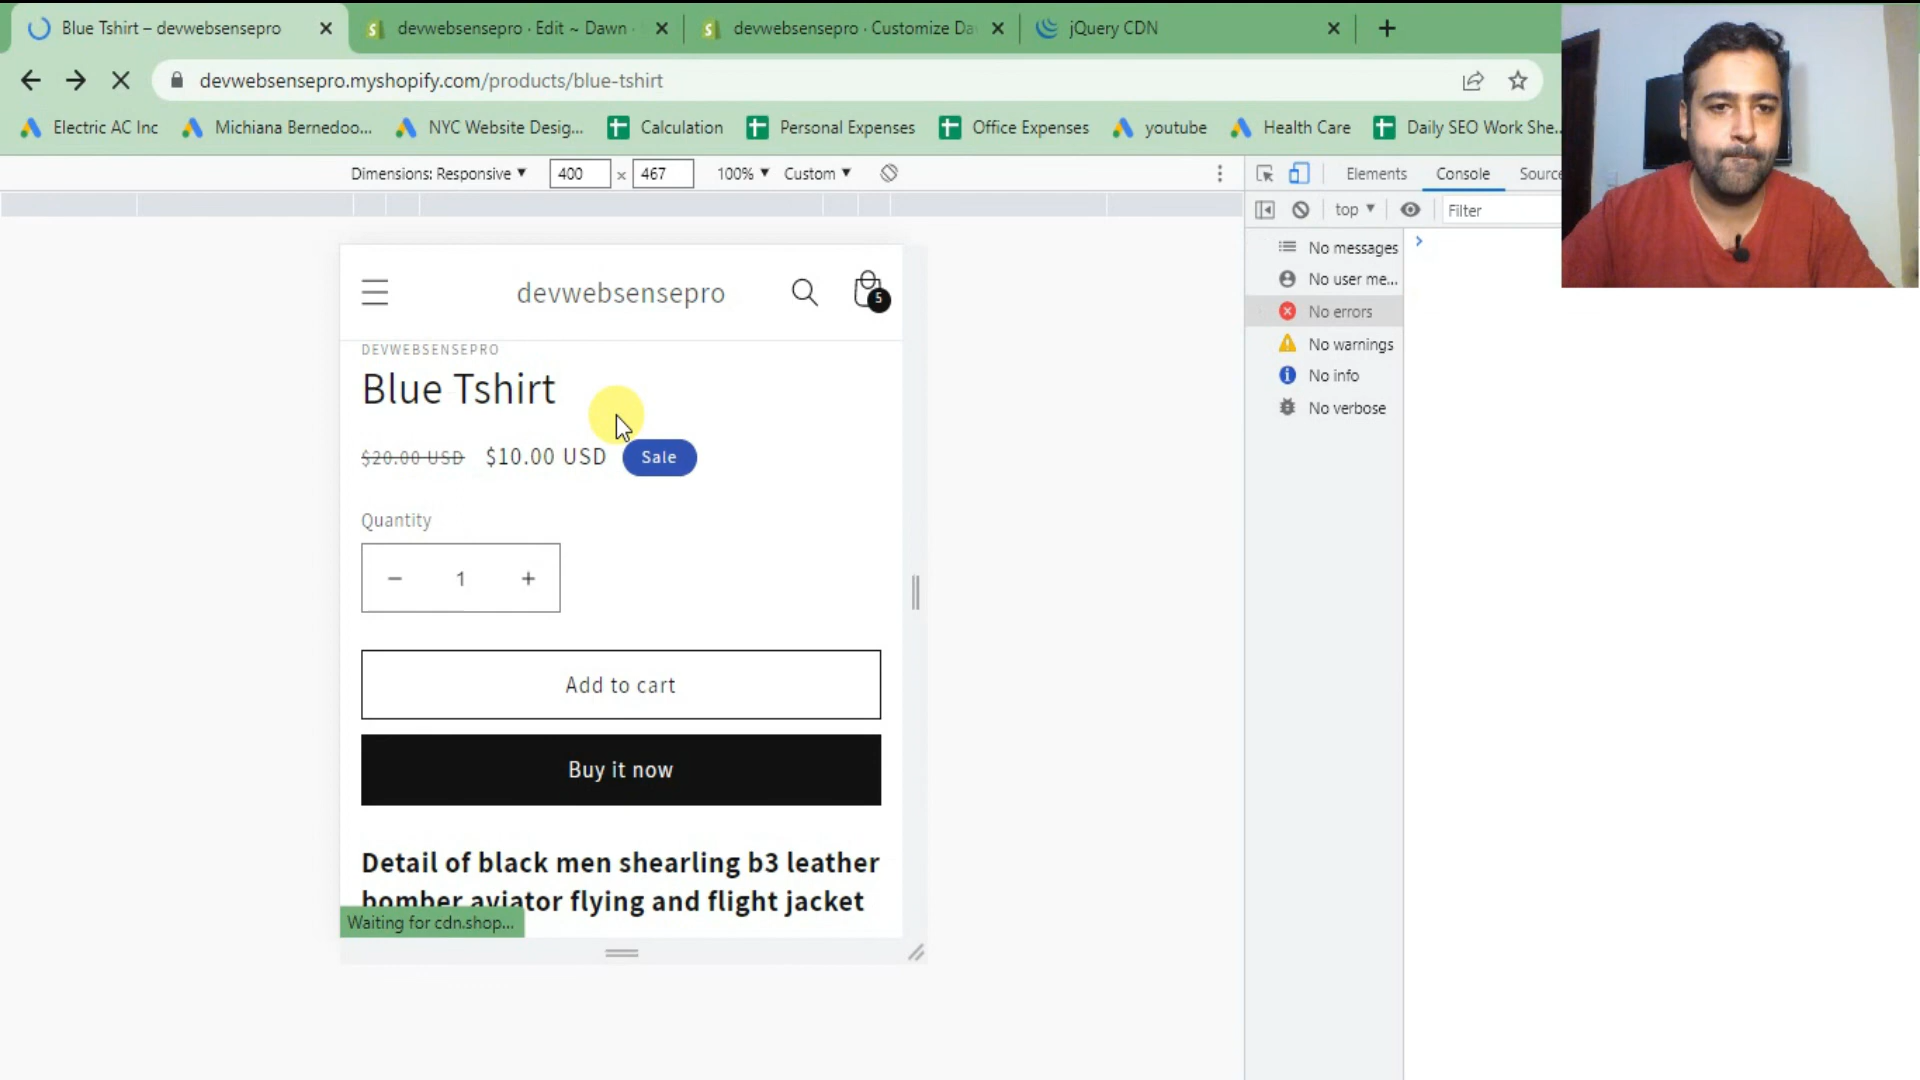 Blue Tshirt – devwebsensepro
devwebsensepro · Edit ~ Dawn ·
devwebsensepro · Customize Da
jQuery CDN
devwebsensepro.myshopify.com/products/blue-tshirt
Electric AC Inc
Michiana Bernedoo...
NYC Website Desig...
Calculation
Personal Expenses
Office Expenses
youtube
Health Care
Daily SEO Work She...
Dimensions: Responsive
400 x 467
100%
Custom
Elements
Console
Source
top
Filter
No messages
No user me...
No errors
No warnings
No info
No verbose
devwebsensepro
5
DEVWEBSENSEPRO
Blue Tshirt
$20.00 USD $10.00 USD Sale
Quantity
− 1 +
Add to cart
Buy it now
Detail of black men shearling b3 leather
bomber aviator flying and flight jacket
Waiting for cdn.shop...